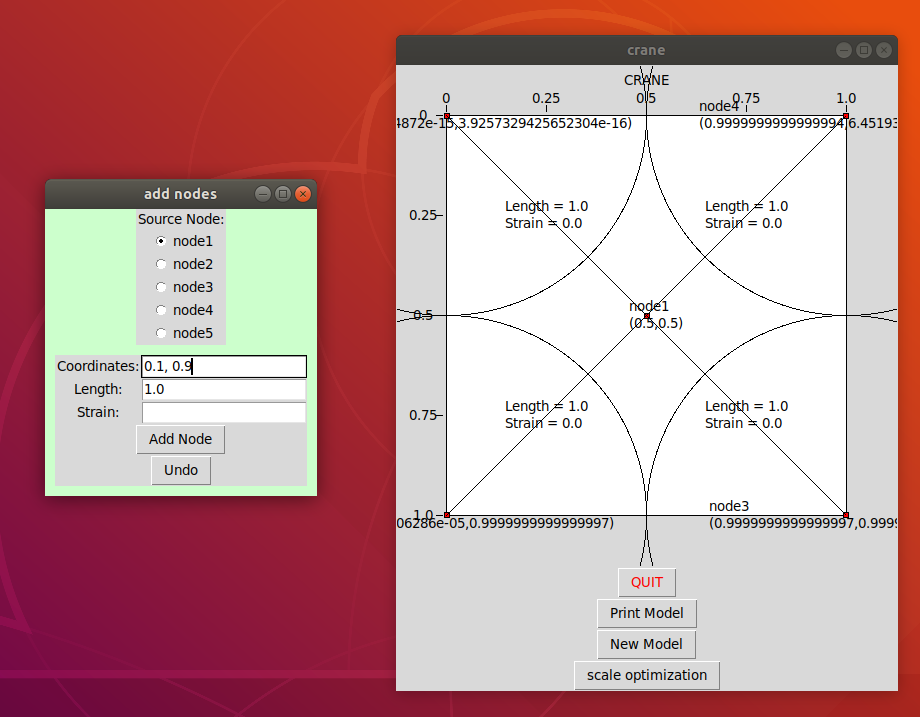 add nodes
Source Node:
node1
node2
node3
node4
node5
Coordinates: 0.1, 0.9
Length: 1.0
Strain:
Add Node
Undo
crane
CRANE
0 0.25 0.5 0.75 1.0
node4
0
4872e-15,3.9257329425652304e-16) (0.9999999999999994,6.45193
0.25
Length = 1.0 Length = 1.0
Strain = 0.0 Strain = 0.0
node1
0.5
(0.5,0.5)
0.75
Length = 1.0 Length = 1.0
Strain = 0.0 Strain = 0.0
node3
1.0
06286e-05,0.9999999999999997) (0.9999999999999997,0.9999
QUIT
Print Model
New Model
scale optimization